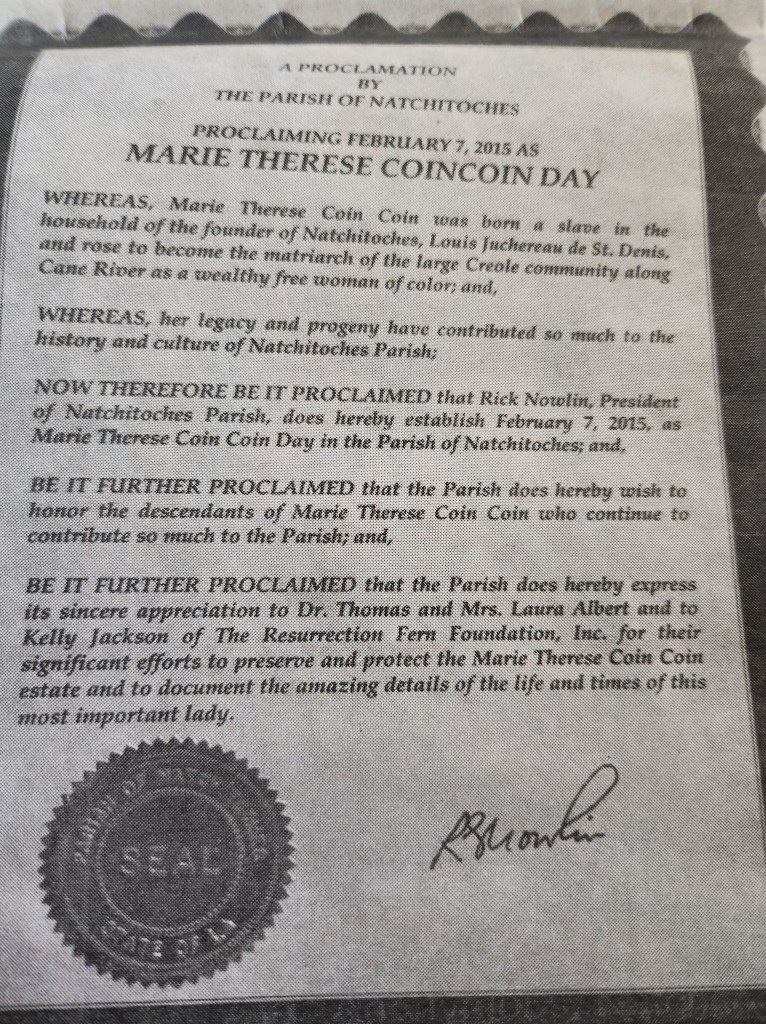 A PROCLAMATION
BY
THE PARISH OF NATCHITOCHES
PROCLAIMING FEBRUARY 7, 2015 AS
MARIE THERESE COINCOIN DAY
WHEREAS, Marie Therese Coin Coin was born a slave in the
household of the founder of Natchitoches, Louis Juchereau de St. Denis,
and rose to become the matriarch of the large Creole community along
Cane River as a wealthy free woman of color; and,
WHEREAS, her legacy and progeny have contributed so much to the
history and culture of Natchitoches Parish;
NOW THEREFORE BE IT PROCLAIMED that Rick Nowlin, President
of Natchitoches Parish, does hereby establish February 7, 2015, as
Marie Therese Coin Coin Day in the Parish of Natchitoches; and,
BE IT FURTHER PROCLAIMED that the Parish does hereby wish to
honor the descendants of Marie Therese Coin Coin who continue to
contribute so much to the Parish; and,
BE IT FURTHER PROCLAIMED that the Parish does hereby express
its sincere appreciation to Dr. Thomas and Mrs. Laura Albert and to
Kelly Jackson of The Resurrection Fern Foundation, Inc. for their
significant efforts to preserve and protect the Marie Therese Coin Coin
estate and to document the amazing details of the life and times of this
most important lady.
PARISH OF NATCHITOCHES
SEAL
STATE OF LA
RBNowlin